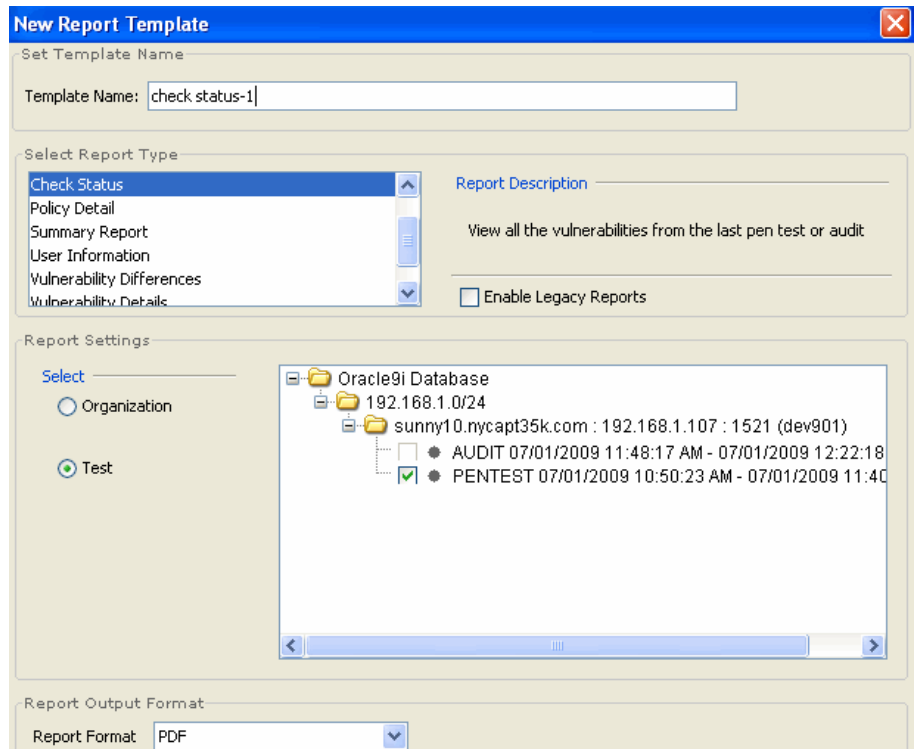 New Report Template
Set Template Name
Template Name: check status-1
Select Report Type
Check Status
Policy Detail
Summary Report
User Information
Vulnerability Differences
Vulnerability Details
Report Description
View all the vulnerabilities from the last pen test or audit
Enable Legacy Reports
Report Settings
Select
Organization
Test
Oracle9i Database
192.168.1.0/24
sunny10.nycapt35k.com : 192.168.1.107 : 1521 (dev901)
AUDIT 07/01/2009 11:48:17 AM - 07/01/2009 12:22:18
PENTEST 07/01/2009 10:50:23 AM - 07/01/2009 11:40
Report Output Format
Report Format PDF